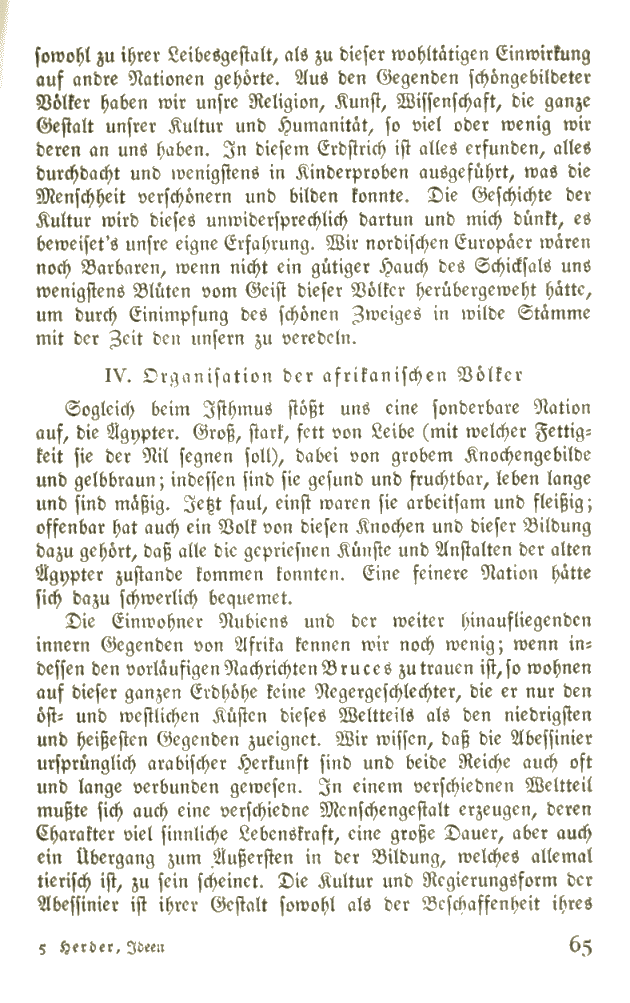 sowohl zu ihrer Leibesgestalt, als zu dieser wohltätigen Einwirkung
auf andre Nationen gehörte. Aus den Gegenden schöngebildeter
Völker haben wir unsre Religion, Kunst, Wissenschaft, die ganze
Gestalt unsrer Kultur und Humanität, so viel oder wenig wir
deren an uns haben. In diesem Erdstrich ist alles erfunden, alles
durchdacht und wenigstens in Kinderproben ausgeführt, was die
Menschheit verschönern und bilden konnte. Die Geschichte der
Kultur wird dieses unwidersprechlich dartun und mich dünkt, es
beweiset's unsre eigne Erfahrung. Wir nordischen Europäer wären
noch Barbaren, wenn nicht ein gütiger Hauch des Schicksals uns
wenigstens Blüten vom Geist dieser Völker herübergeweht hätte,
um durch Einimpfung des schönen Zweiges in wilde Stämme
mit der Zeit den unsern zu veredeln.
IV. Organisation der afrikanischen Völker
Sogleich beim Isthmus stößt uns eine sonderbare Nation
auf, die Ägypter. Groß, stark, fett von Leibe (mit welcher Fettig-
keit sie der Nil segnen soll), dabei von grobem Knochengebilde
und gelbbraun; indessen sind sie gesund und fruchtbar, leben lange
und sind mäßig. Jetzt faul, einst waren sie arbeitsam und fleißig;
offenbar hat auch ein Volk von diesen Knochen und dieser Bildung
dazu gehört, daß alle die gepriesnen Künste und Anstalten der alten
Ägypter zustande kommen konnten. Eine feinere Nation hätte
sich dazu schwerlich bequemet.
Die Einwohner Nubiens und der weiter hinaufliegenden
innern Gegenden von Afrika kennen wir noch wenig; wenn in-
dessen den vorläufigen Nachrichten Bruces zu trauen ist, so wohnen
auf dieser ganzen Erdhöhe keine Negergeschlechter, die er nur den
öst- und westlichen Küsten dieses Weltteils als den niedrigsten
und heißesten Gegenden zueignet. Wir wissen, daß die Abessinier
ursprünglich arabischer Herkunft sind und beide Reiche auch oft
und lange verbunden gewesen. In einem verschiednen Weltteil
mußte sich auch eine verschiedne Menschengestalt erzeugen, deren
Charakter viel sinnliche Lebenskraft, eine große Dauer, aber auch
ein Übergang zum Äußersten in der Bildung, welches allemal
tierisch ist, zu sein scheinet. Die Kultur und Regierungsform der
Abessinier ist ihrer Gestalt sowohl als der Beschaffenheit ihres
5 Herder, Ideen 65